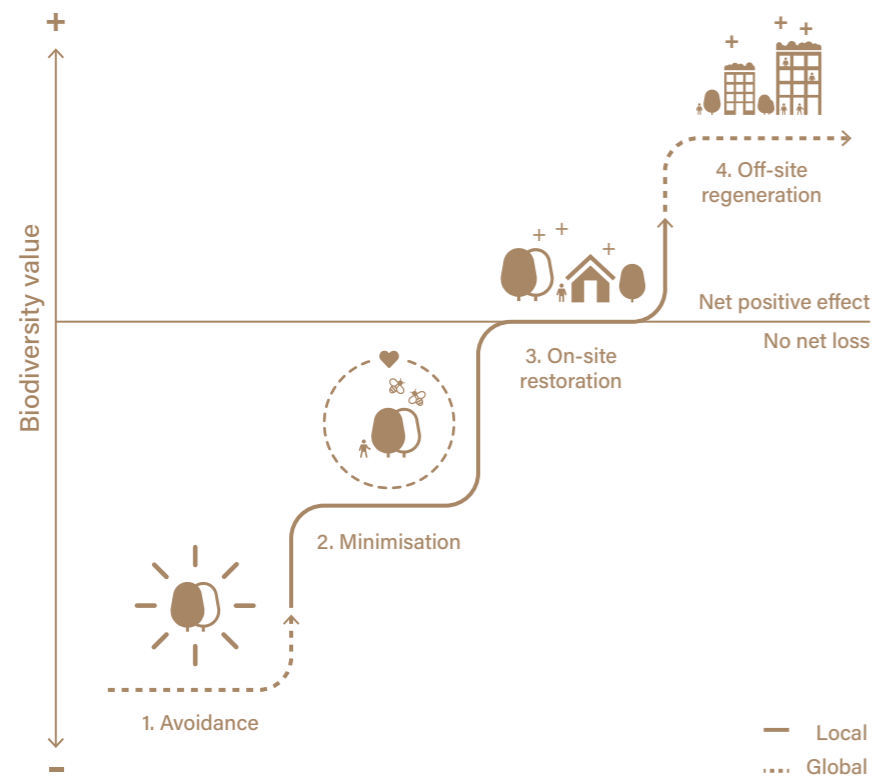 +
Biodiversity value
4. Off-site
regeneration
Net positive effect
No net loss
3. On-site
restoration
2. Minimisation
1. Avoidance
Local
Global
-